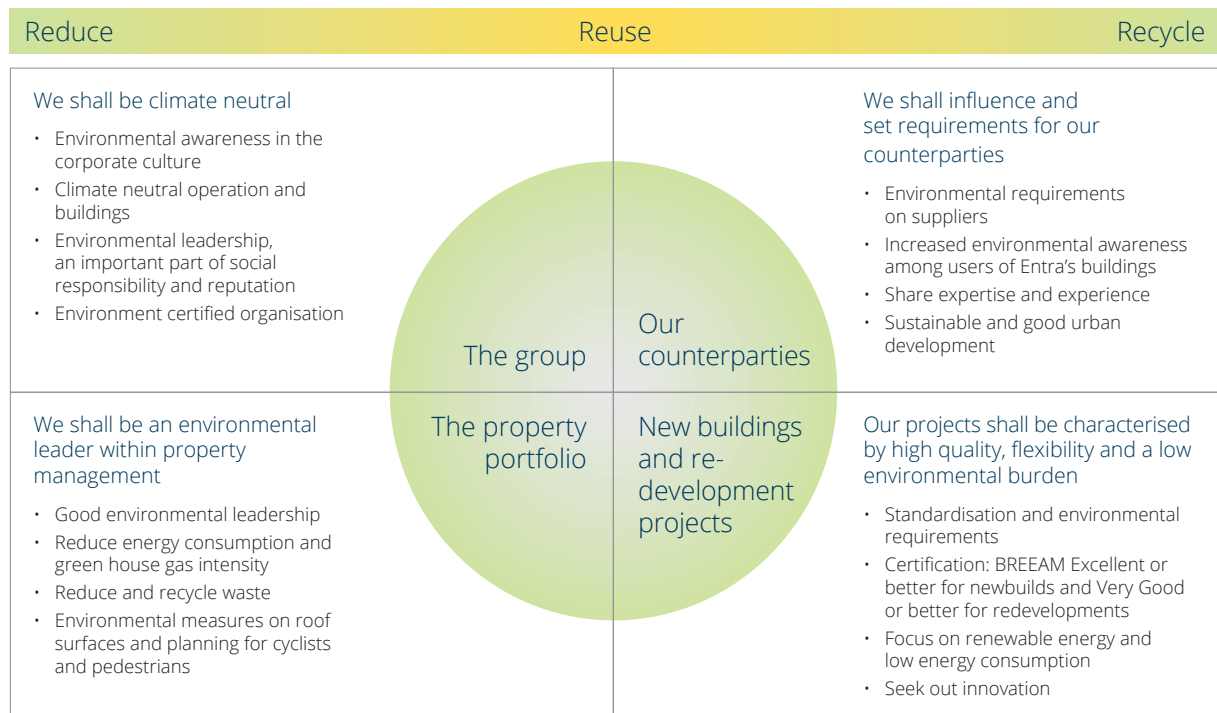 Reduce
Reuse
Recycle
We shall be climate neutral
• Environmental awareness in the
corporate culture
• Climate neutral operation and
buildings
• Environmental leadership,
an important part of social
responsibility and reputation
• Environment certified organisation
The group
We shall influence and
set requirements for our
counterparties
• Environmental requirements
on suppliers
• Increased environmental awareness
among users of Entra's buildings
• Share expertise and experience
• Sustainable and good urban
development
Our
counterparties
We shall be an environmental
leader within property
management
• Good environmental leadership
• Reduce energy consumption and
green house gas intensity
• Reduce and recycle waste
• Environmental measures on roof
surfaces and planning for cyclists
and pedestrians
The property
portfolio
New buildings
and re-
development
projects
Our projects shall be characterised
by high quality, flexibility and a low
environmental burden
• Standardisation and environmental
requirements
• Certification: BREEAM Excellent or
better for newbuilds and Very Good
or better for redevelopments
• Focus on renewable energy and
low energy consumption
• Seek out innovation